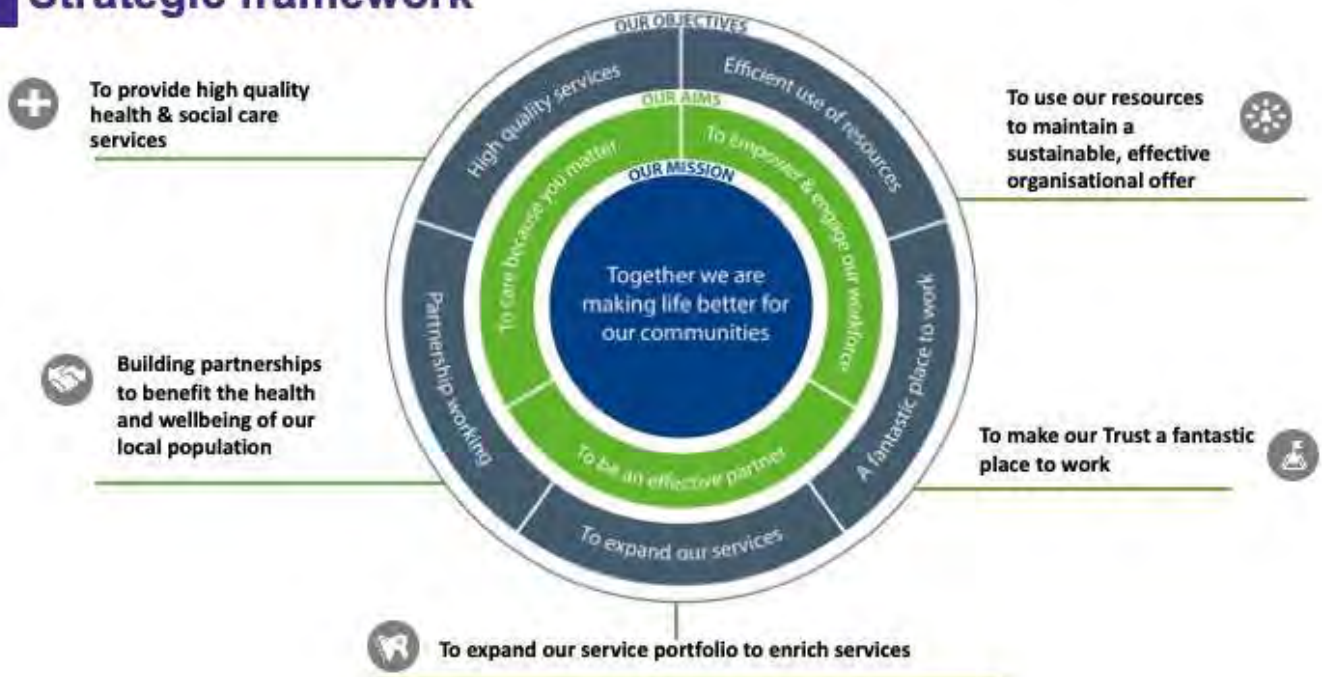 Strategic framework
To provide high quality
health & social care
services
Building partnerships
to benefit the health
and wellbeing of our
local population
OUR OBJECTIVES
High quality services
Efficient use of resources
Partnership working
A fantastic place to work
To expand our services
OUR AIMS
To care because you matter
To empower & engage our workforce
To be an effective partner
OUR MISSION
Together we are
making life better for
our communities
To use our resources
to maintain a
sustainable, effective
organisational offer
To make our Trust a fantastic
place to work
To expand our service portfolio to enrich services